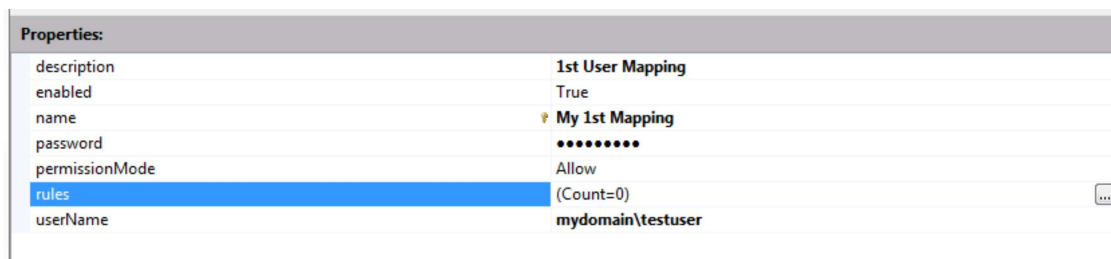 Properties:
description 1st User Mapping
enabled True
name My 1st Mapping
password •••••••••
permissionMode Allow
rules (Count=0) ...
userName mydomain\testuser